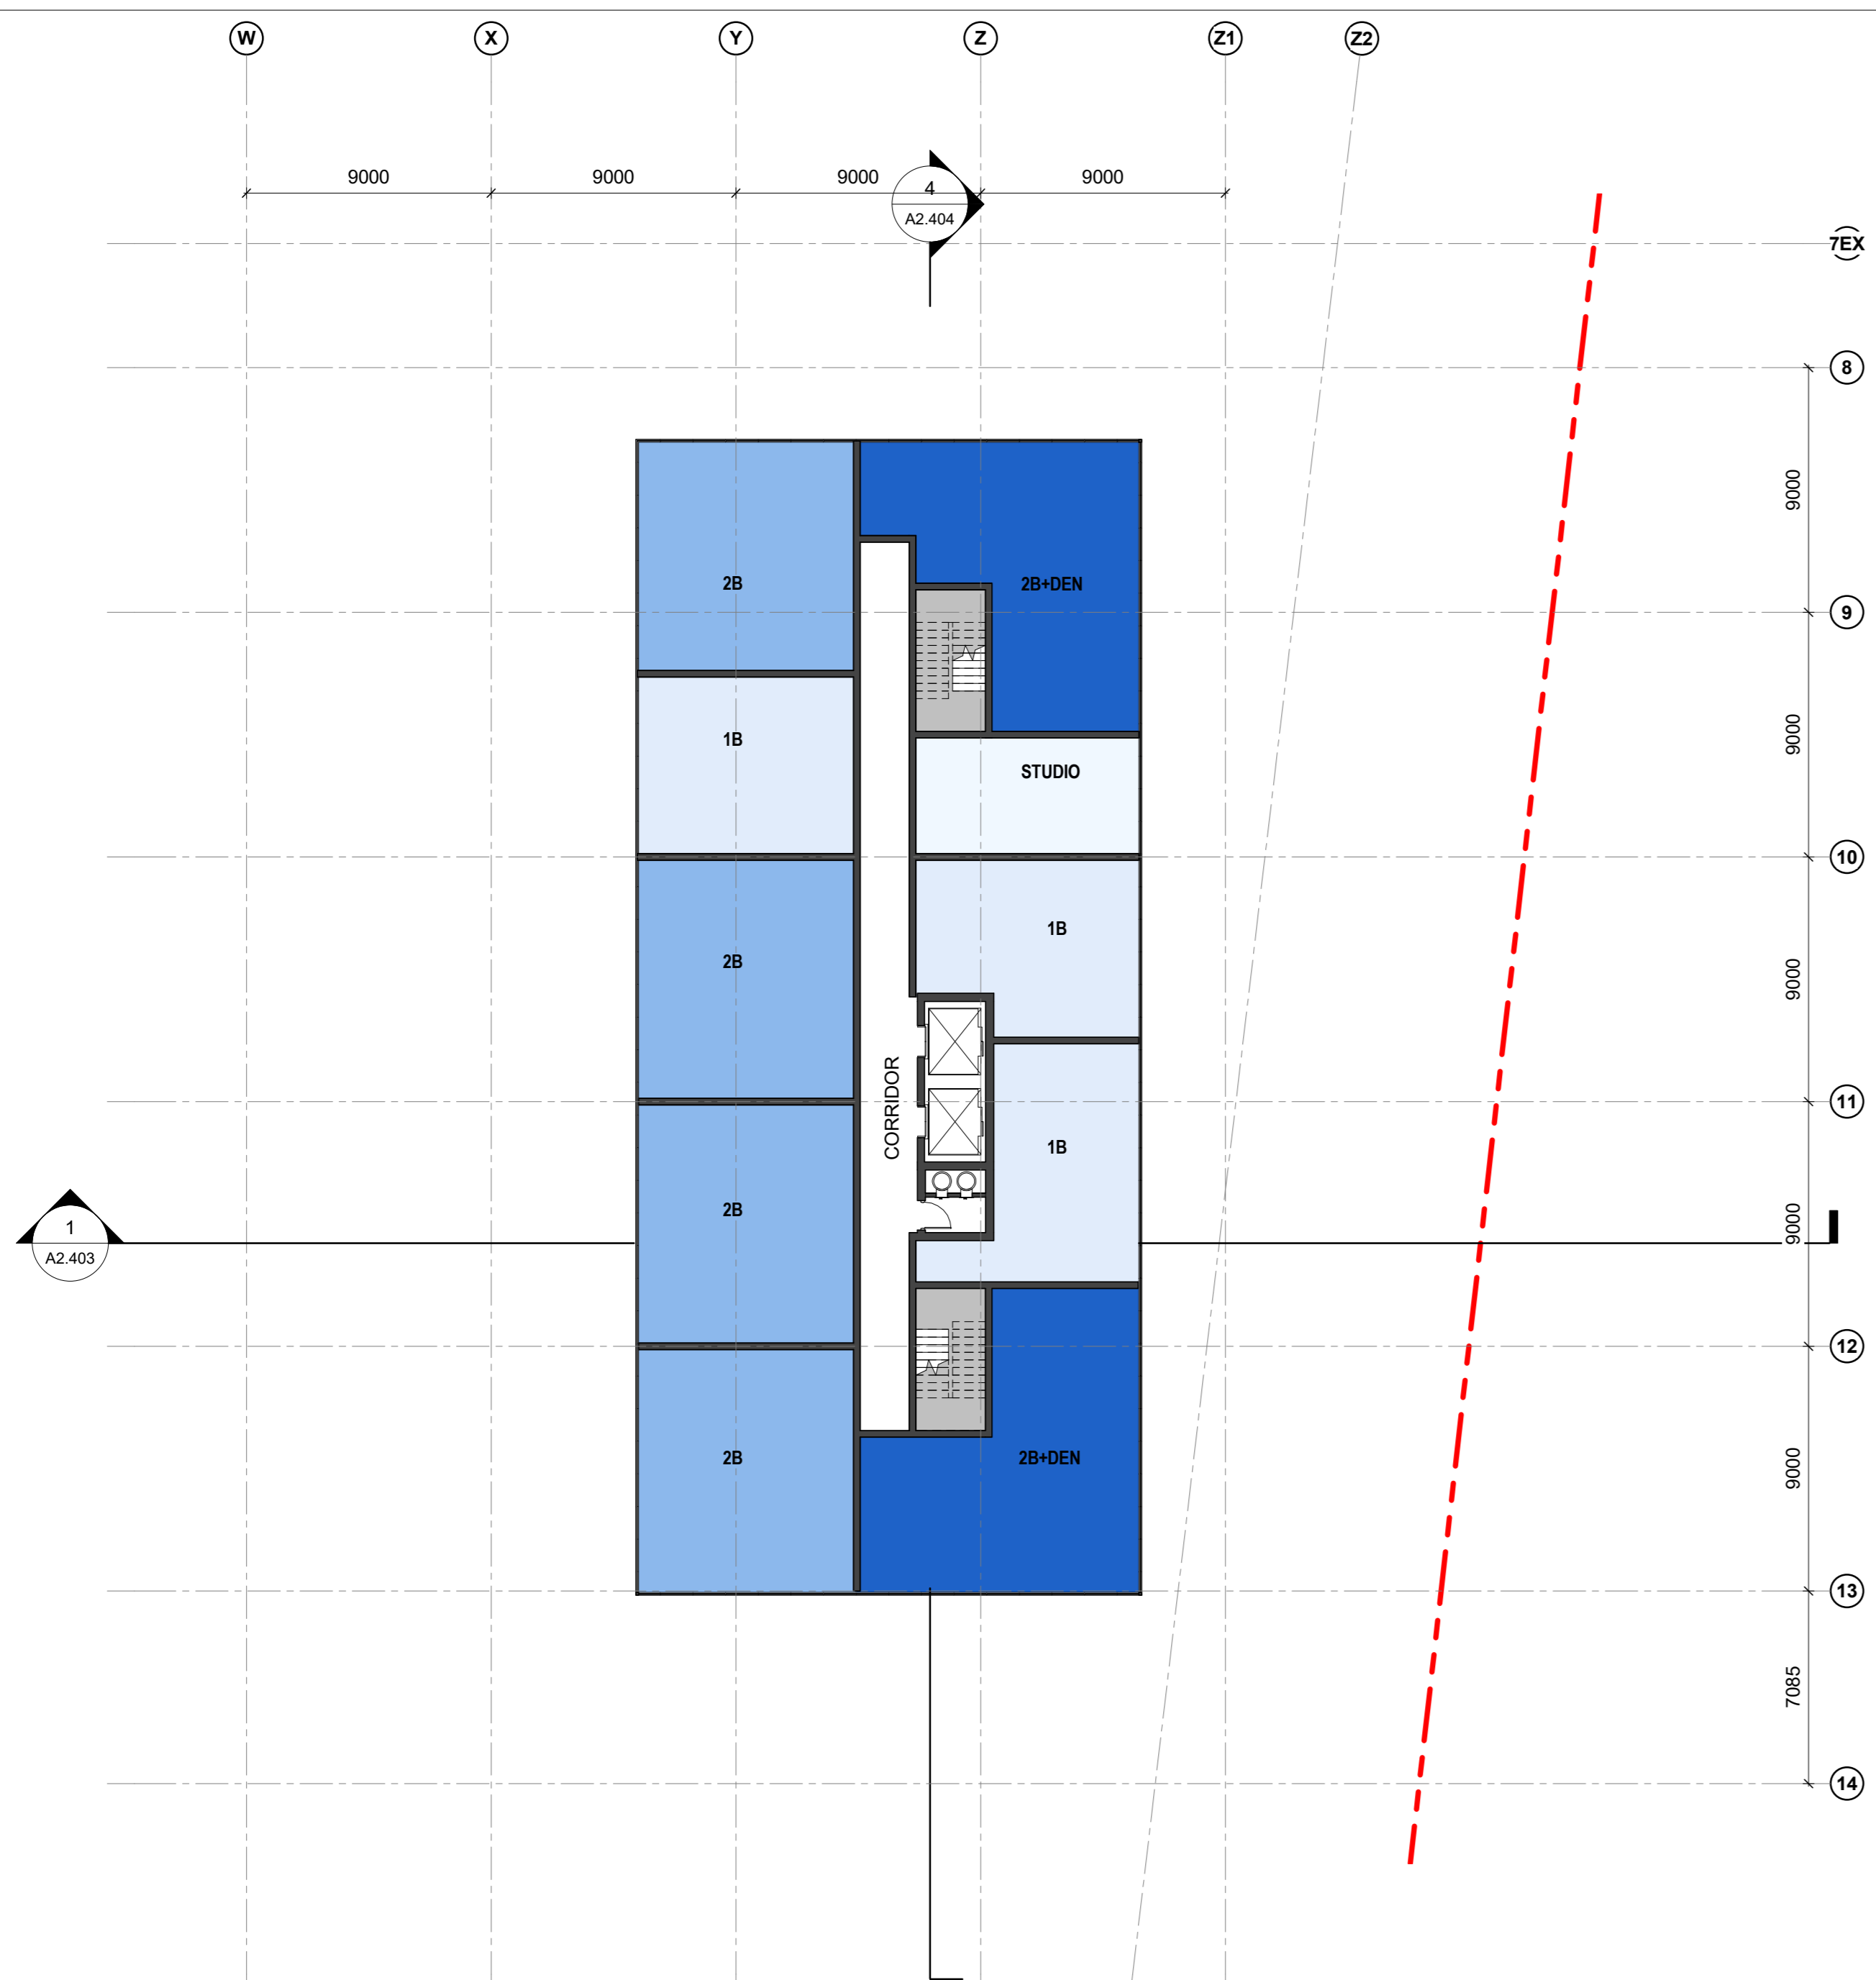 W X Y Z Z1 Z2
9000 9000 9000 9000
4
A2.404
7EX
8
9000
2B 2B+DEN
9
9000
1B
STUDIO
10
1B
2B
9000
CORRIDOR
11
1B
2B
9000
1
A2.403
12
2B 2B+DEN
9000
13
7085
14